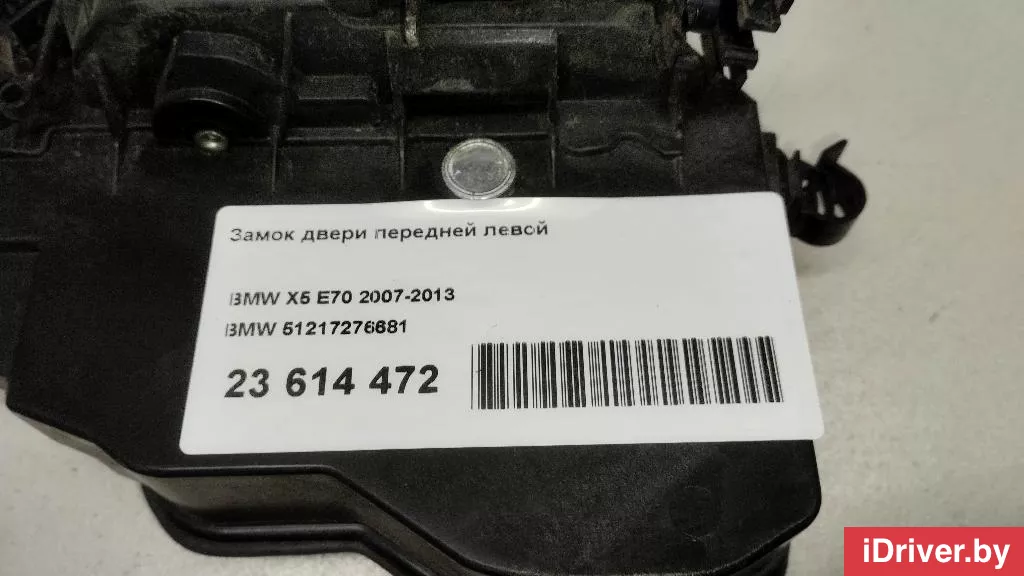 Замок двери передней левой
BMW X5 E70 2007-2013
BMW 51217276681
23 614 472
iDriver.by